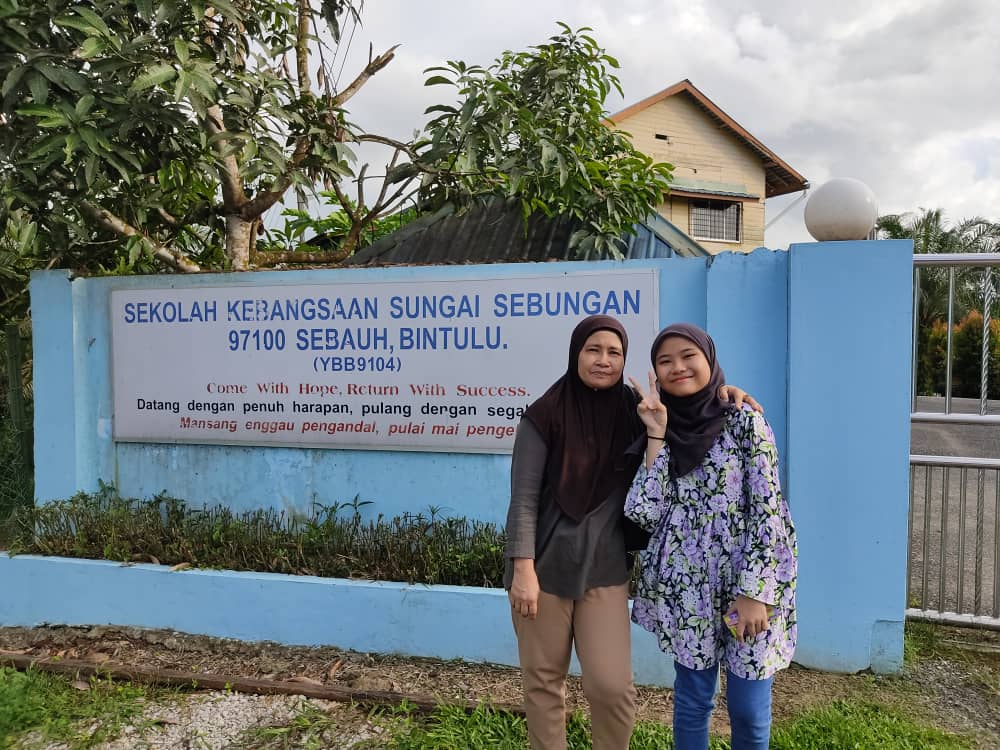 SEKOLAH KEBANGSAAN SUNGAI SEBUNGAN
97100 SEBAUH, BINTULU.
(YBB9104)
Come With Hope, Return With Success.
Datang dengan penuh harapan, pulang dengan
Mansang enggau pengandal, pulai mai